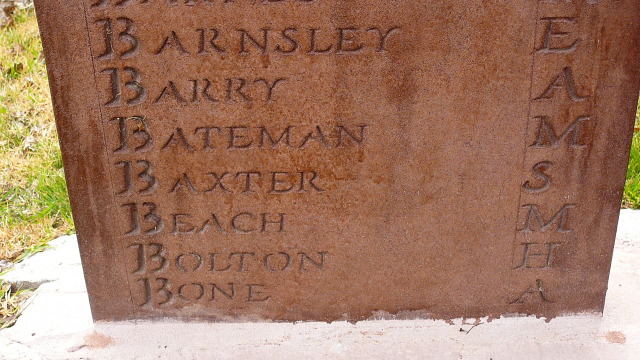 BARNSLEY E
BARRY A
BATEMAN M
BAXTER S
BEACH M
BOLTON H
BONE A